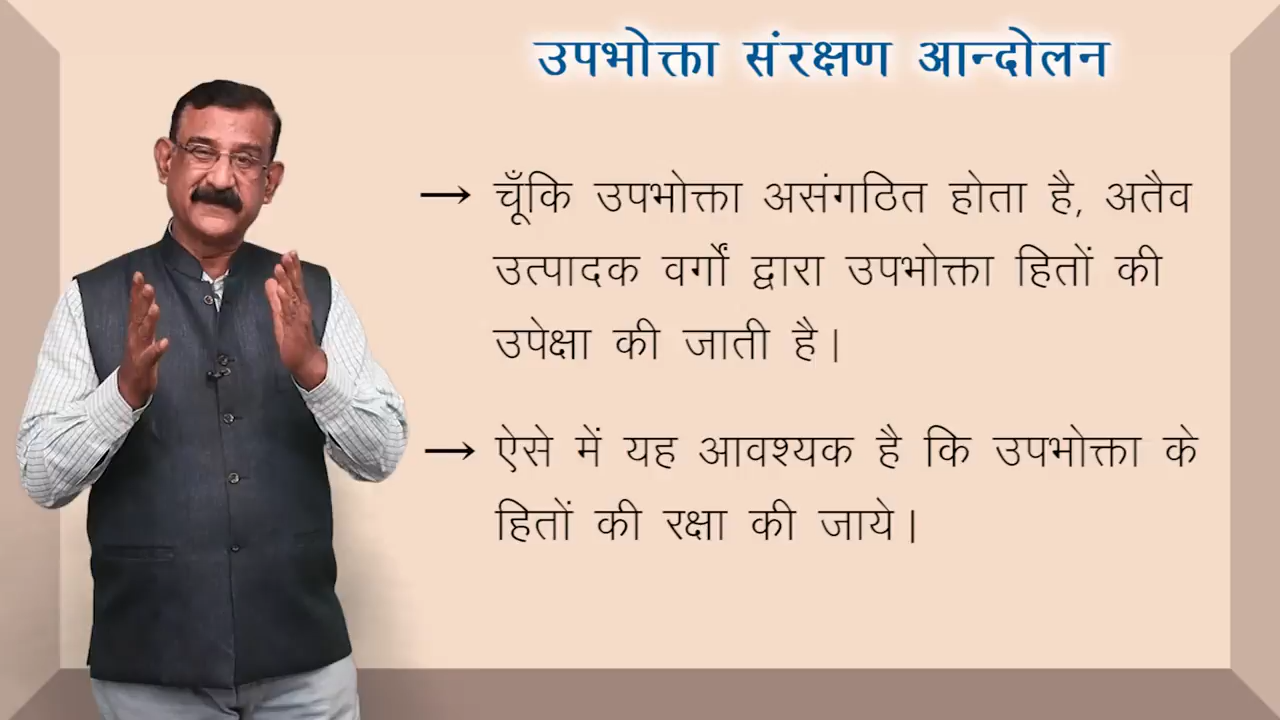 उपभोक्ता संरक्षण आन्दोलन
→ चूँकि उपभोक्ता असंगठित होता है, अतैव
उत्पादक वर्गों द्वारा उपभोक्ता हितों की
उपेक्षा की जाती है।
→ ऐसे में यह आवश्यक है कि उपभोक्ता के
हितों की रक्षा की जाये।